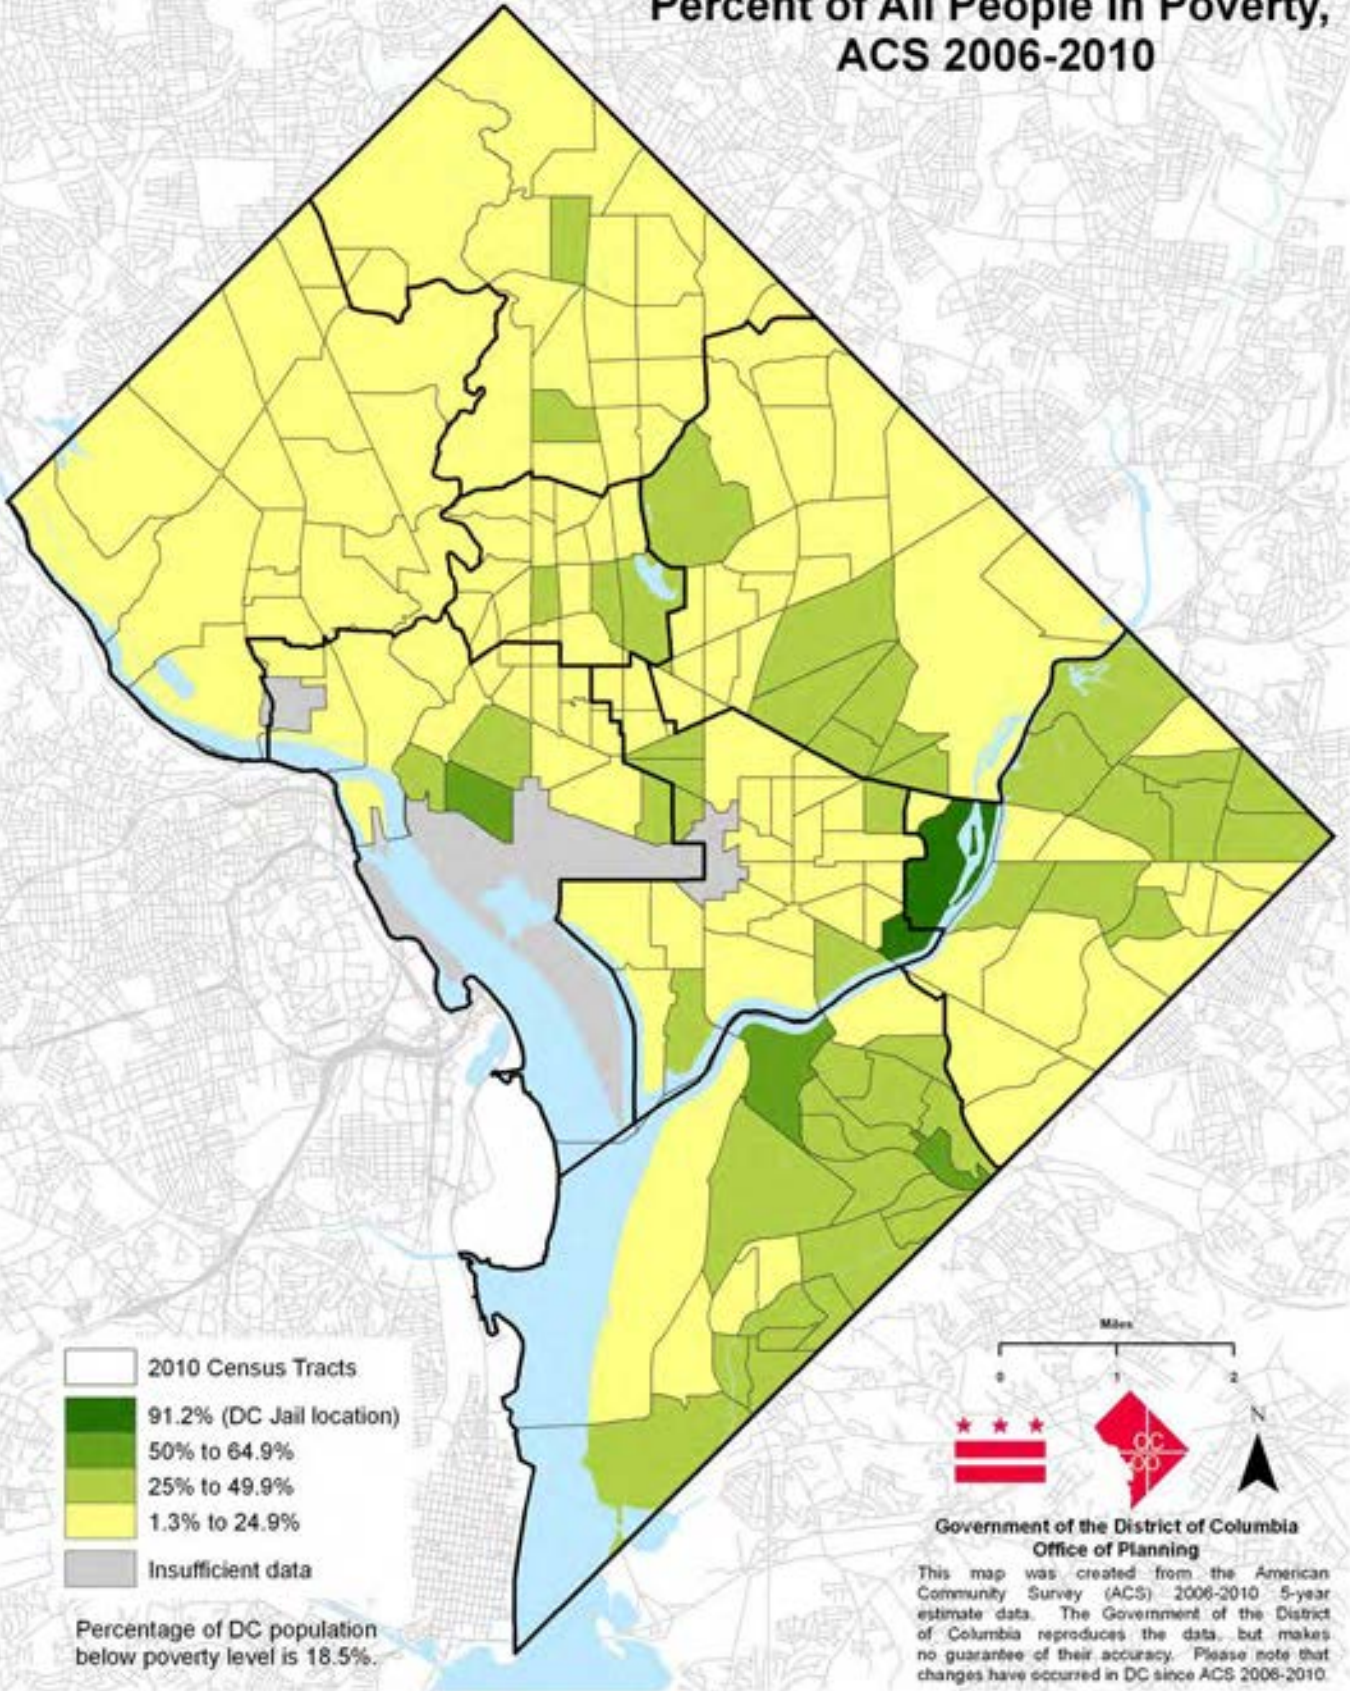 Percent of All People in Poverty,
ACS 2006-2010
2010 Census Tracts
91.2% (DC Jail location)
50% to 64.9%
25% to 49.9%
1.3% to 24.9%
Insufficient data
Percentage of DC population
below poverty level is 18.5%.
Miles
0 1 2
N
DC
OP
Government of the District of Columbia
Office of Planning
This map was created from the American
Community Survey (ACS) 2006-2010 5-year
estimate data. The Government of the District
of Columbia reproduces the data, but makes
no guarantee of their accuracy. Please note that
changes have occurred in DC since ACS 2006-2010.